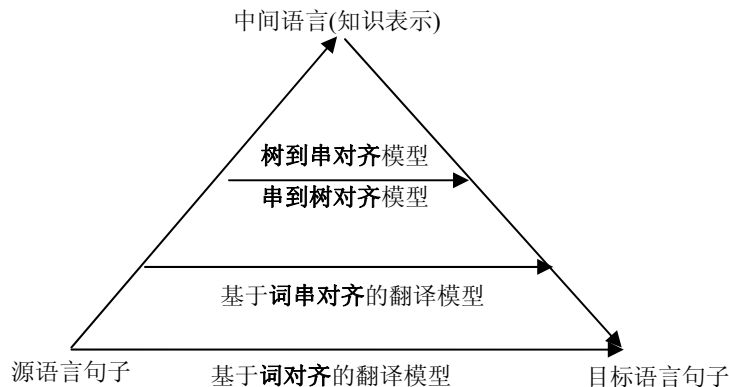 中间语言(知识表示)
树到串对齐模型
串到树对齐模型
基于词串对齐的翻译模型
源语言句子
基于词对齐的翻译模型
目标语言句子